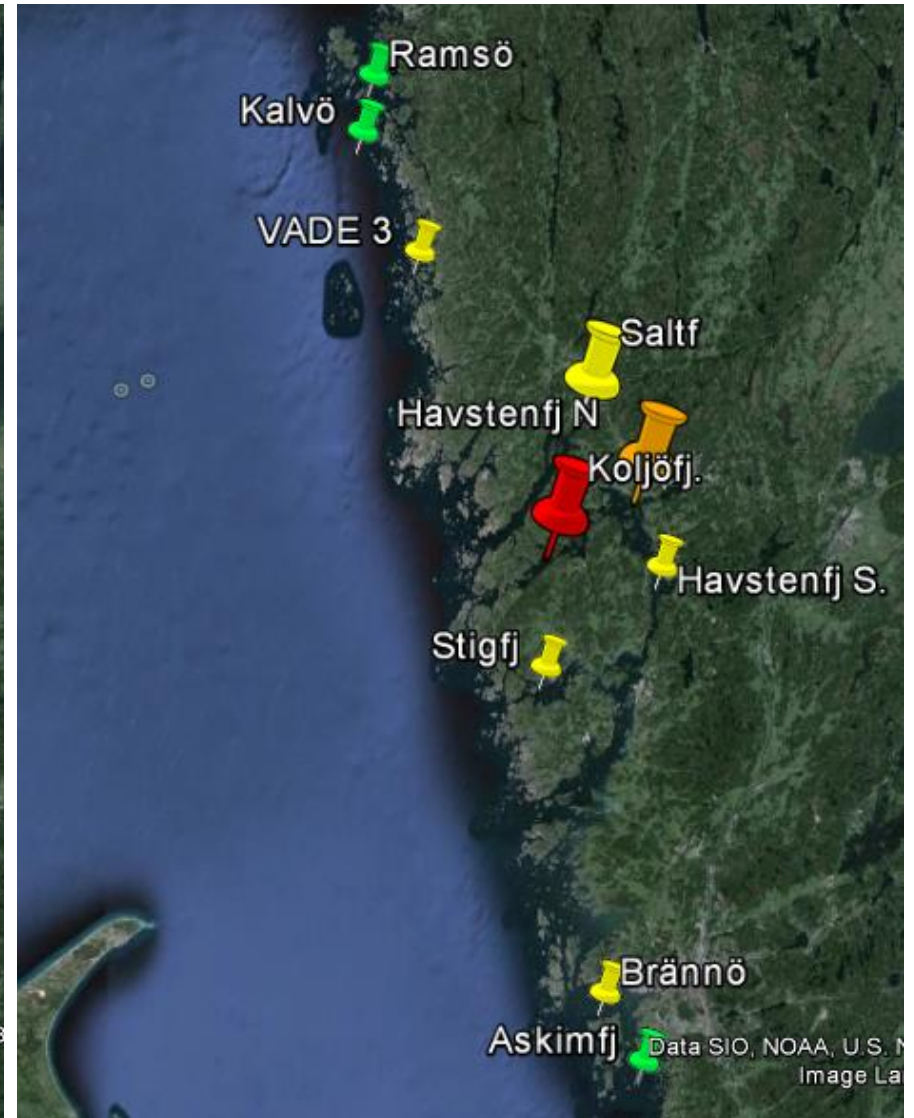 Ramsö
Kalvö
VADE 3
Saltf
Havstenfj N
Koljöfj.
Havstenfj S.
Stigfj
Brännö
Askimfj
Data SIO, NOAA, U.S. N
Image La